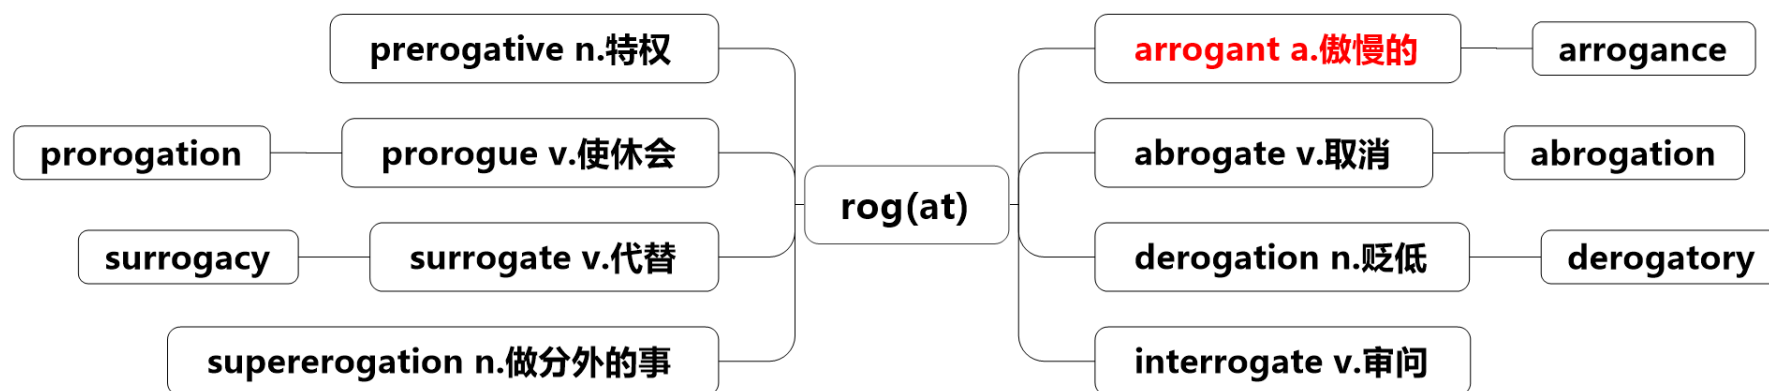 prerogative n.特权
arrogant a.傲慢的
arrogance
prorogation
prorogue v.使休会
abrogate v.取消
abrogation
rog(at)
surrogacy
surrogate v.代替
derogation n.贬低
derogatory
supererogation n.做分外的事
interrogate v.审问